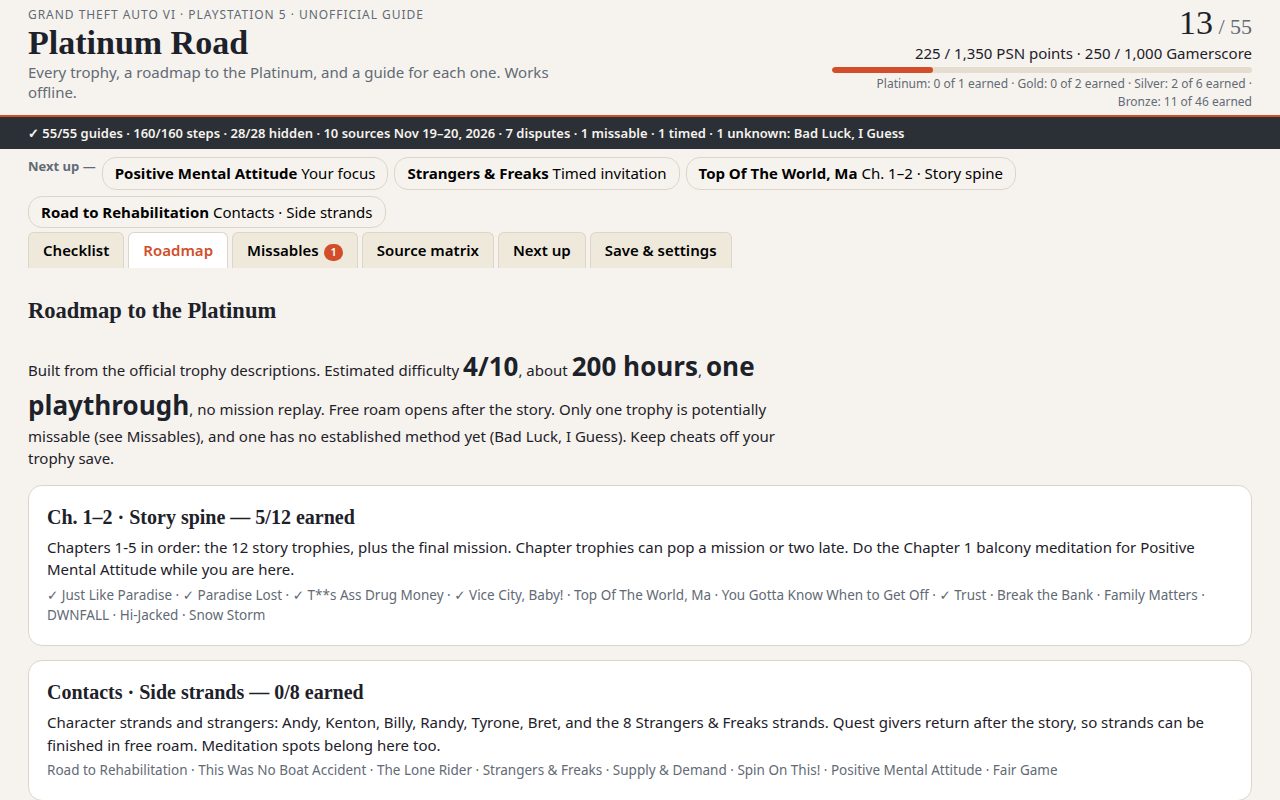 GRAND THEFT AUTO VI · PLAYSTATION 5 · UNOFFICIAL GUIDE
Platinum Road
Every trophy, a roadmap to the Platinum, and a guide for each one. Works
offline.
13 / 55
225 / 1,350 PSN points · 250 / 1,000 Gamerscore
Platinum: 0 of 1 earned · Gold: 0 of 2 earned · Silver: 2 of 6 earned ·
Bronze: 11 of 46 earned
✓ 55/55 guides · 160/160 steps · 28/28 hidden · 10 sources Nov 19–20, 2026 · 7 disputes · 1 missable · 1 timed · 1 unknown: Bad Luck, I Guess
Next up — Positive Mental Attitude Your focus Strangers & Freaks Timed invitation Top Of The World, Ma Ch. 1–2 · Story spine
Road to Rehabilitation Contacts · Side strands
Checklist Roadmap Missables 1 Source matrix Next up Save & settings
Roadmap to the Platinum
Built from the official trophy descriptions. Estimated difficulty 4/10, about 200 hours, one
playthrough, no mission replay. Free roam opens after the story. Only one trophy is potentially
missable (see Missables), and one has no established method yet (Bad Luck, I Guess). Keep cheats off your
trophy save.
Ch. 1–2 · Story spine — 5/12 earned
Chapters 1-5 in order: the 12 story trophies, plus the final mission. Chapter trophies can pop a mission or two late. Do the Chapter 1 balcony meditation for Positive
Mental Attitude while you are here.
✓ Just Like Paradise · ✓ Paradise Lost · ✓ T**s Ass Drug Money · ✓ Vice City, Baby! · Top Of The World, Ma · You Gotta Know When to Get Off · ✓ Trust · Break the Bank · Family Matters ·
DWNFALL · Hi-Jacked · Snow Storm
Contacts · Side strands — 0/8 earned
Character strands and strangers: Andy, Kenton, Billy, Randy, Tyrone, Bret, and the 8 Strangers & Freaks strands. Quest givers return after the story, so strands can be
finished in free roam. Meditation spots belong here too.
Road to Rehabilitation · This Was No Boat Accident · The Lone Rider · Strangers & Freaks · Supply & Demand · Spin On This! · Positive Mental Attitude · Fair Game